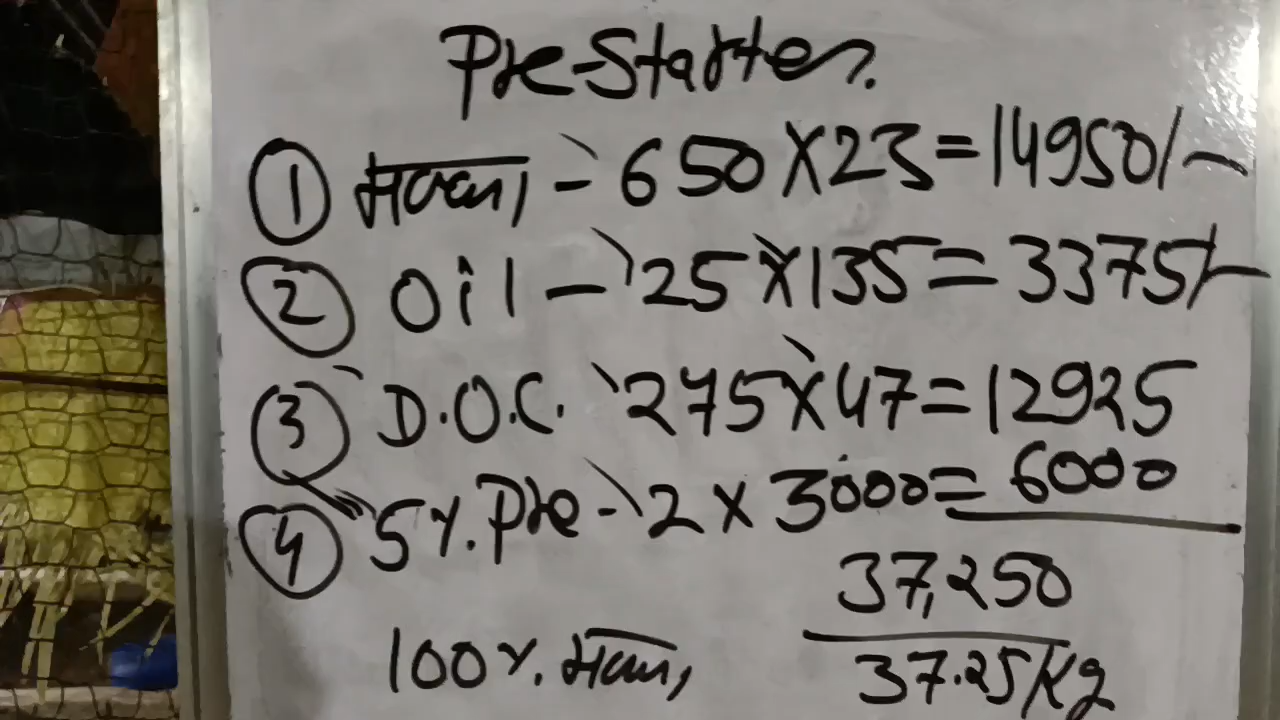 Pre-Starter.
① मक्का, - 650 X 23 = 14950/-
② Oil - 25 X 135 = 3375/-
③ D.O.C. 275 X 47 = 12925
④ 5%. Pre - 2 x 3000 = 6000
37,250
100%. मका, 37.25/Kg